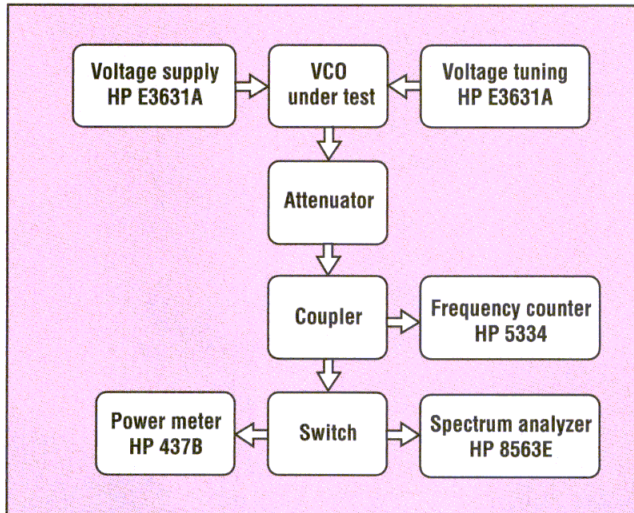 Voltage supply
HP E3631A
VCO
under test
Voltage tuning
HP E3631A
Attenuator
Coupler
Frequency counter
HP 5334
Power meter
HP 437B
Switch
Spectrum analyzer
HP 8563E